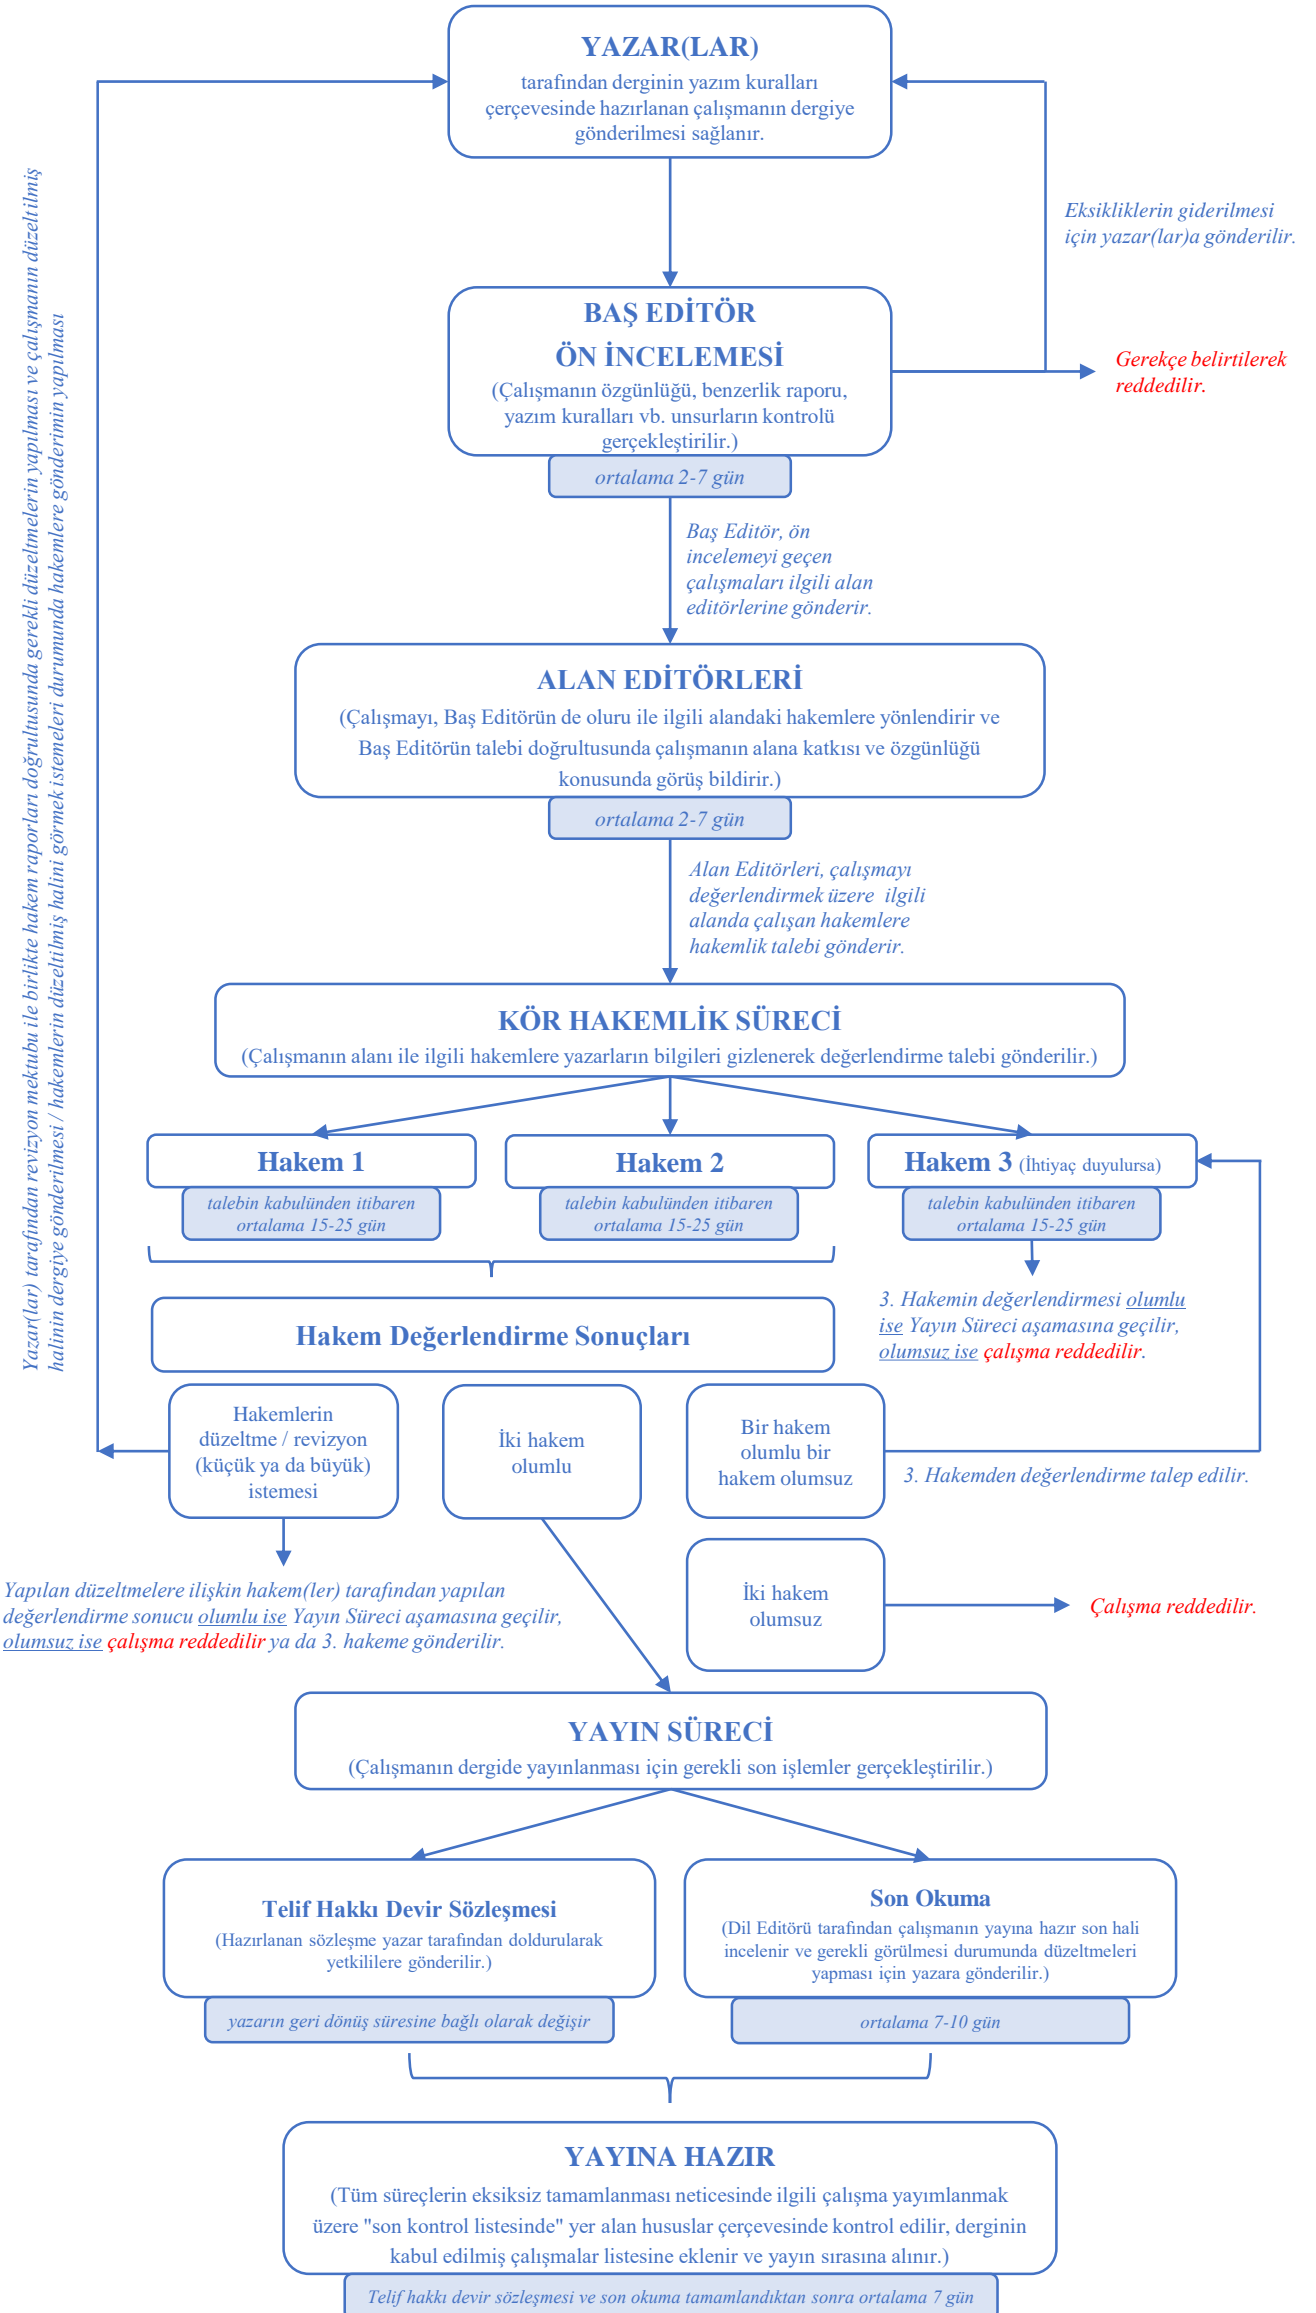 YAZAR(LAR)
tarafından derginin yazım kuralları
çerçevesinde hazırlanan çalışmanın dergiye
gönderilmesi sağlanır.
Eksikliklerin giderilmesi
için yazar(lar)a gönderilir.
BAŞ EDİTÖR
ÖN İNCELEMESİ
(Çalışmanın özgünlüğü, benzerlik raporu,
yazım kuralları vb. unsurların kontrolü
gerçekleştirilir.)
ortalama 2-7 gün
Gerekçe belirtilerek
reddedilir.
Baş Editör, ön
incelemeyi geçen
çalışmaları ilgili alan
editörlerine gönderir.
ALAN EDİTÖRLERİ
(Çalışmayı, Baş Editörün de oluru ile ilgili alandaki hakemlere yönlendirir ve
Baş Editörün talebi doğrultusunda çalışmanın alana katkısı ve özgünlüğü
konusunda görüş bildirir.)
ortalama 2-7 gün
Alan Editörleri, çalışmayı
değerlendirmek üzere ilgili
alanda çalışan hakemlere
hakemlik talebi gönderir.
Yazar(lar) tarafından revizyon mektubu ile birlikte hakem raporları doğrultusunda gerekli düzeltmelerin yapılması ve çalışmanın düzeltilmiş
halinin dergiye gönderilmesi / hakemlerin düzeltilmiş halini görmek istemeleri durumunda hakemlere gönderimin yapılması
KÖR HAKEMLİK SÜRECİ
(Çalışmanın alanı ile ilgili hakemlere yazarların bilgileri gizlenerek değerlendirme talebi gönderilir.)
Hakem 1
talebin kabulünden itibaren
ortalama 15-25 gün
Hakem 2
talebin kabulünden itibaren
ortalama 15-25 gün
Hakem 3 (İhtiyaç duyulursa)
talebin kabulünden itibaren
ortalama 15-25 gün
3. Hakemin değerlendirmesi olumlu
ise Yayın Süreci aşamasına geçilir,
olumsuz ise çalışma reddedilir.
Hakem Değerlendirme Sonuçları
Hakemlerin
düzeltme / revizyon
(küçük ya da büyük)
istemesi
İki hakem
olumlu
Bir hakem
olumlu bir
hakem olumsuz
3. Hakemden değerlendirme talep edilir.
Yapılan düzeltmelere ilişkin hakem(ler) tarafından yapılan
değerlendirme sonucu olumlu ise Yayın Süreci aşamasına geçilir,
olumsuz ise çalışma reddedilir ya da 3. hakeme gönderilir.
İki hakem
olumsuz
Çalışma reddedilir.
YAYIN SÜRECİ
(Çalışmanın dergide yayınlanması için gerekli son işlemler gerçekleştirilir.)
Telif Hakkı Devir Sözleşmesi
(Hazırlanan sözleşme yazar tarafından doldurularak
yetkililere gönderilir.)
yazarın geri dönüş süresine bağlı olarak değişir
Son Okuma
(Dil Editörü tarafından çalışmanın yayına hazır son hali
incelenir ve gerekli görülmesi durumunda düzeltmeleri
yapması için yazara gönderilir.)
ortalama 7-10 gün
YAYINA HAZIR
(Tüm süreçlerin eksiksiz tamamlanması neticesinde ilgili çalışma yayımlanmak
üzere "son kontrol listesinde" yer alan hususlar çerçevesinde kontrol edilir, derginin
kabul edilmiş çalışmalar listesine eklenir ve yayın sırasına alınır.)
Telif hakkı devir sözleşmesi ve son okuma tamamlandıktan sonra ortalama 7 gün